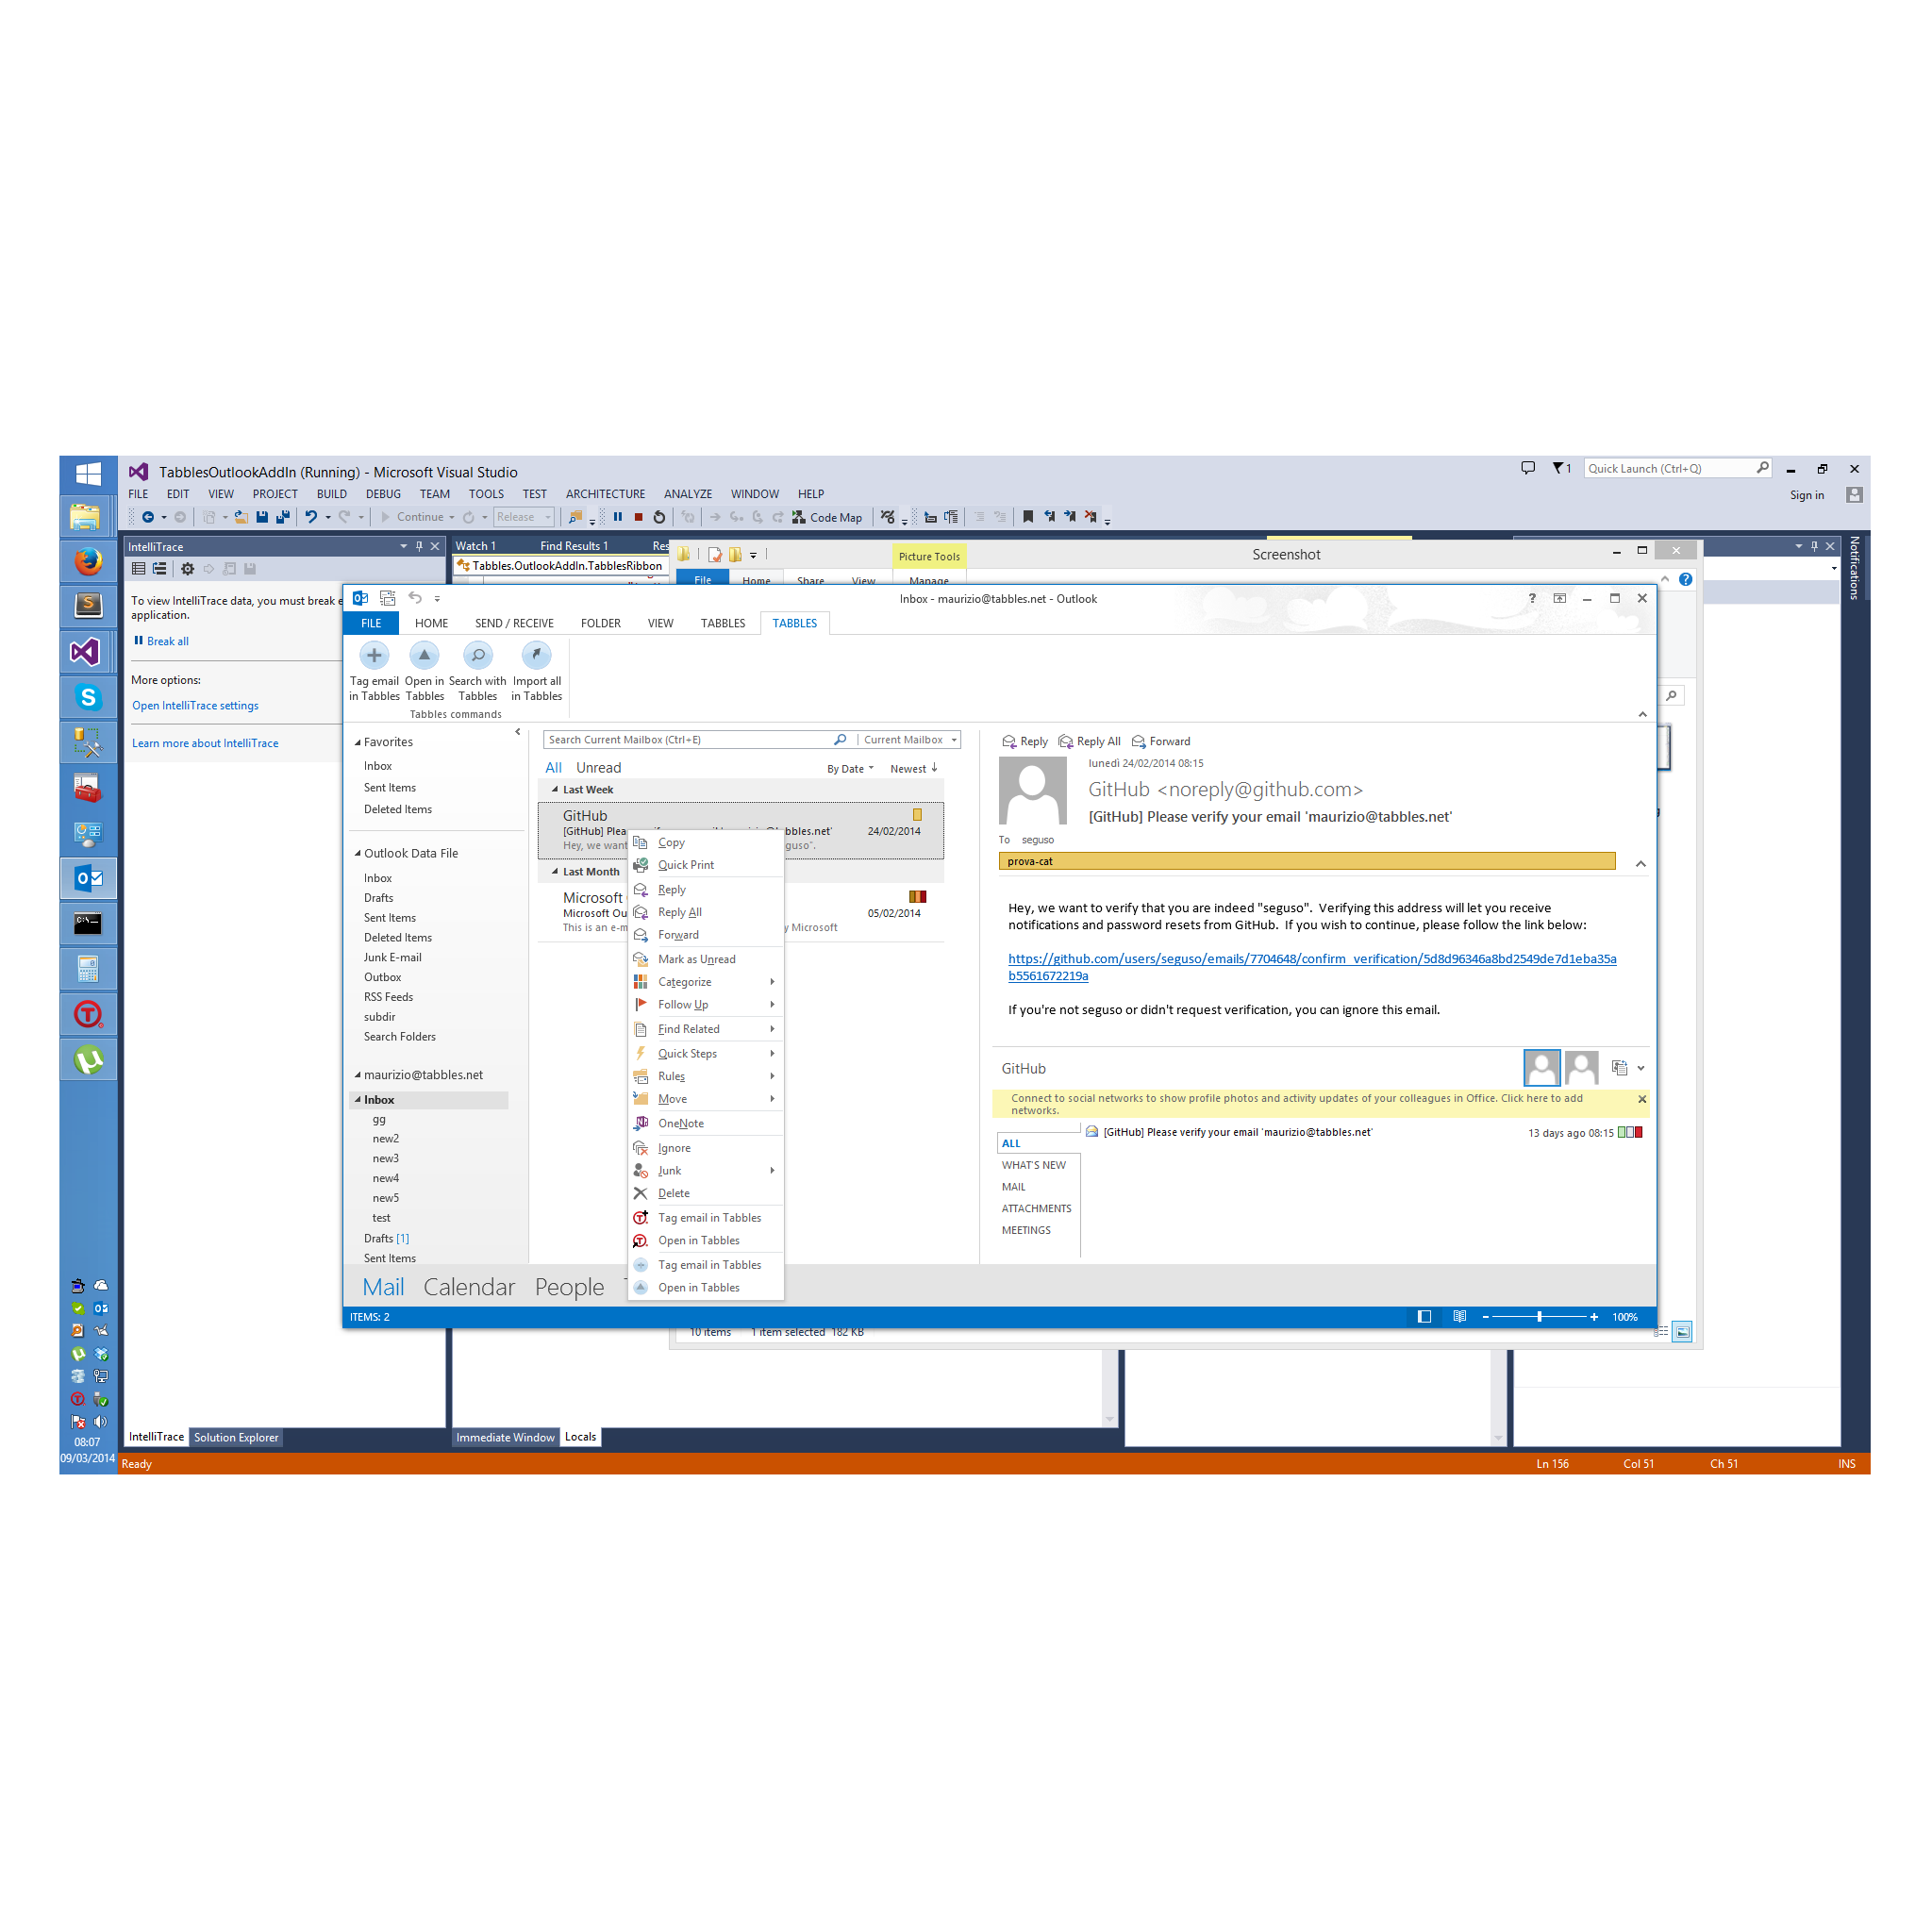 TabblesOutlookAddIn (Running) - Microsoft Visual Studio
1
Quick Launch (Ctrl+Q)
FILE EDIT VIEW PROJECT BUILD DEBUG TEAM TOOLS TEST ARCHITECTURE ANALYZE WINDOW HELP
Sign in
Continue
Release
Code Map
IntelliTrace
Watch 1
Find Results 1
Res
Notifications
Tabbles.OutlookAddIn.TabblesRibbon
Picture Tools
Screenshot
File Home Share View Manage
To view IntelliTrace data, you must break e
application.
Break all
More options:
Open IntelliTrace settings
Learn more about IntelliTrace
Inbox - maurizio@tabbles.net - Outlook
FILE HOME SEND / RECEIVE FOLDER VIEW TABBLES TABBLES
Tag email in Tabbles
Open in Tabbles
Search with Tabbles
Import all in Tabbles
Tabbles commands
Favorites
Inbox
Sent Items
Deleted Items
Outlook Data File
Inbox
Drafts
Sent Items
Deleted Items
Junk E-mail
Outbox
RSS Feeds
subdir
Search Folders
maurizio@tabbles.net
Inbox
gg
new2
new3
new4
new5
test
Drafts [1]
Sent Items
Search Current Mailbox (Ctrl+E)
Current Mailbox
All Unread
By Date Newest
Last Week
GitHub
[GitHub] Plea
bbles.net'
24/02/2014
Hey, we want
guso".
Last Month
Microsoft
Microsoft Ou
05/02/2014
This is an e-m
y Microsoft
Copy
Quick Print
Reply
Reply All
Forward
Mark as Unread
Categorize
Follow Up
Find Related
Quick Steps
Rules
Move
OneNote
Ignore
Junk
Delete
Tag email in Tabbles
Open in Tabbles
Tag email in Tabbles
Open in Tabbles
Reply Reply All Forward
lunedì 24/02/2014 08:15
GitHub <noreply@github.com>
[GitHub] Please verify your email 'maurizio@tabbles.net'
To seguso
prova-cat
Hey, we want to verify that you are indeed "seguso". Verifying this address will let you receive
notifications and password resets from GitHub. If you wish to continue, please follow the link below:
https://github.com/users/seguso/emails/7704648/confirm_verification/5d8d96346a8bd2549de7d1eba35a
b5561672219a
If you're not seguso or didn't request verification, you can ignore this email.
GitHub
Connect to social networks to show profile photos and activity updates of your colleagues in Office. Click here to add
networks.
ALL
[GitHub] Please verify your email 'maurizio@tabbles.net'
13 days ago 08:15
WHAT'S NEW
MAIL
ATTACHMENTS
MEETINGS
Mail Calendar People
ITEMS: 2
100%
10 items 1 item selected 182 KB
IntelliTrace Solution Explorer
Immediate Window Locals
08:07
09/03/2014
Ready
Ln 156 Col 51 Ch 51 INS